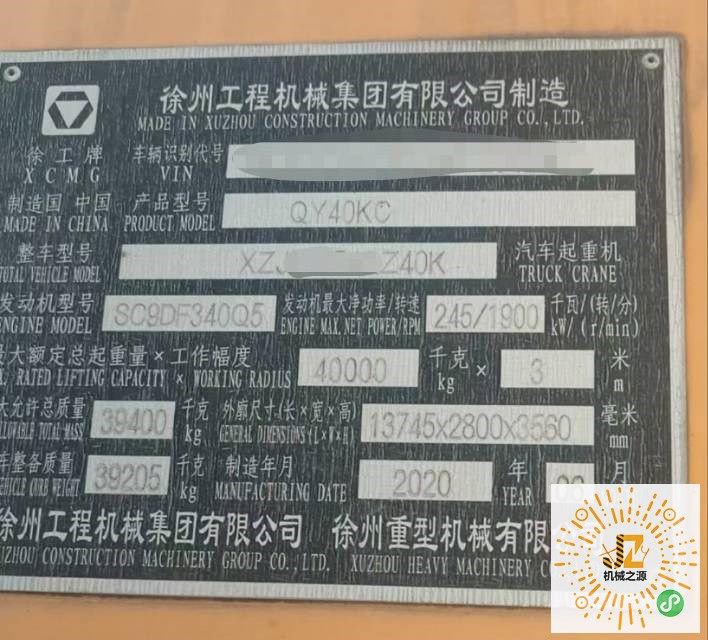 徐州工程机械集团有限公司制造
MADE IN XUZHOU CONSTRUCTION MACHINERY GROUP CO.,LTD.
徐工牌 车辆识别代号
XCMG VIN
制造国 中国 产品型号 QY40KC
MADE IN CHINA PRODUCT MODEL
整车型号 XZJ Z40K 汽车起重机
TOTAL VEHICLE MODEL TRUCK CRANE
发动机型号 SC9DF340Q5 发动机最大净功率/转速 245/1900 千瓦/(转/分)
ENGINE MODEL ENGINE MAX.NET POWER/RPM kW/(r/min)
最大额定总起重量×工作幅度 40000 千克 × 3 米
RATED LIFTING CAPACITY × WORKING RADIUS kg m
大允许总质量 39400 千克 外廓尺寸(长×宽×高) 13745x2800x3560 毫米
ALLOWABLE TOTAL MASS kg GENERAL DIMENSIONS(L×W×H) mm
车整备质量 39205 千克 制造年月 2020 年 月
VEHICLE CURB WEIGHT kg MANUFACTURING DATE YEAR
徐州工程机械集团有限公司 徐州重型机械有限
XUZHOU CONSTRUCTION MACHINERY GROUP CO.,LTD. XUZHOU HEAVY MACHINERY C
JZ
机械之源